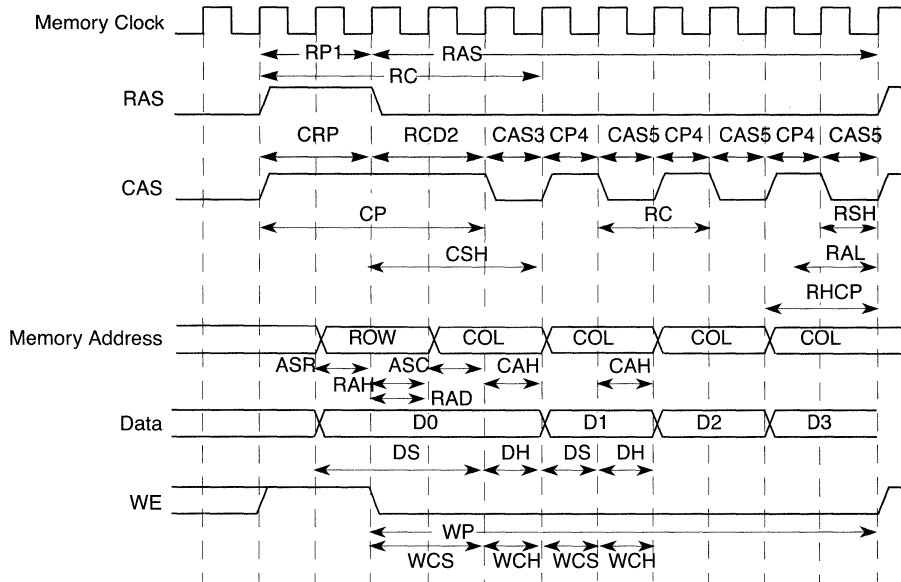 Memory Clock
RP1 RAS
RC
RAS
CRP RCD2 CAS3 CP4 CAS5 CP4 CAS5 CP4 CAS5
CAS
CP RC RSH
CSH RAL
RHCP
Memory Address ROW COL COL COL COL
ASR ASC CAH CAH
RAH RAD
Data D0 D1 D2 D3
DS DH DS DH
WE
WP
WCS WCH WCS WCH